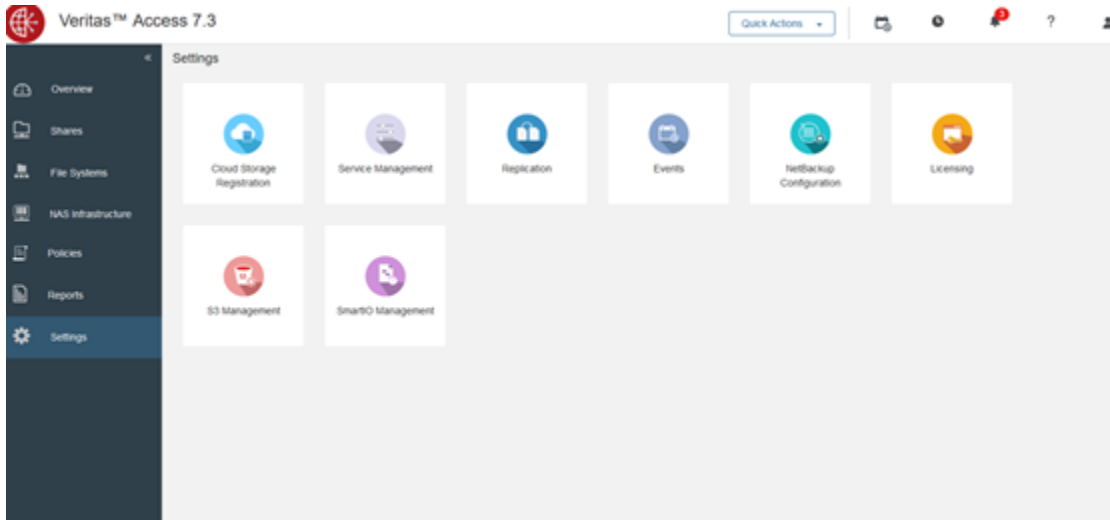 Veritas™ Access 7.3
Quick Actions
3
?
«
Settings
Overview
Shares
File Systems
NAS Infrastructure
Policies
Reports
Settings
Cloud Storage
Registration
Service Management
Replication
Events
NetBackup
Configuration
Licensing
S3 Management
SmartIO Management